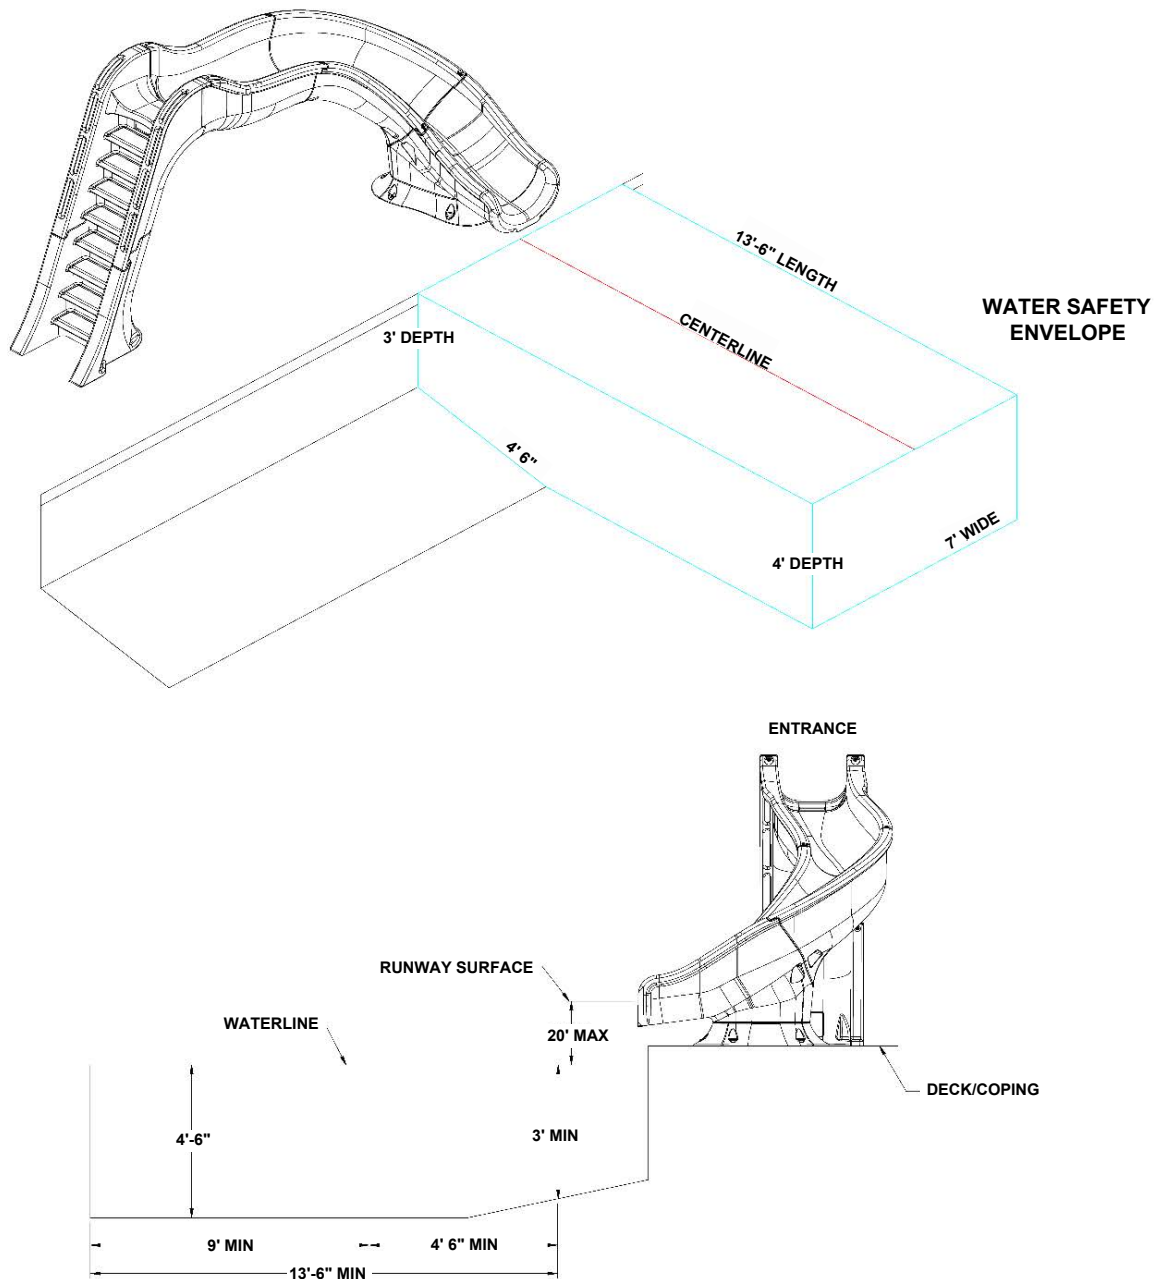 13'-6" LENGTH
WATER SAFETY
ENVELOPE
CENTERLINE
3' DEPTH
4' 6"
7' WIDE
4' DEPTH
ENTRANCE
RUNWAY SURFACE
WATERLINE
20' MAX
DECK/COPING
4'-6"
3' MIN
9' MIN
4' 6" MIN
13'-6" MIN